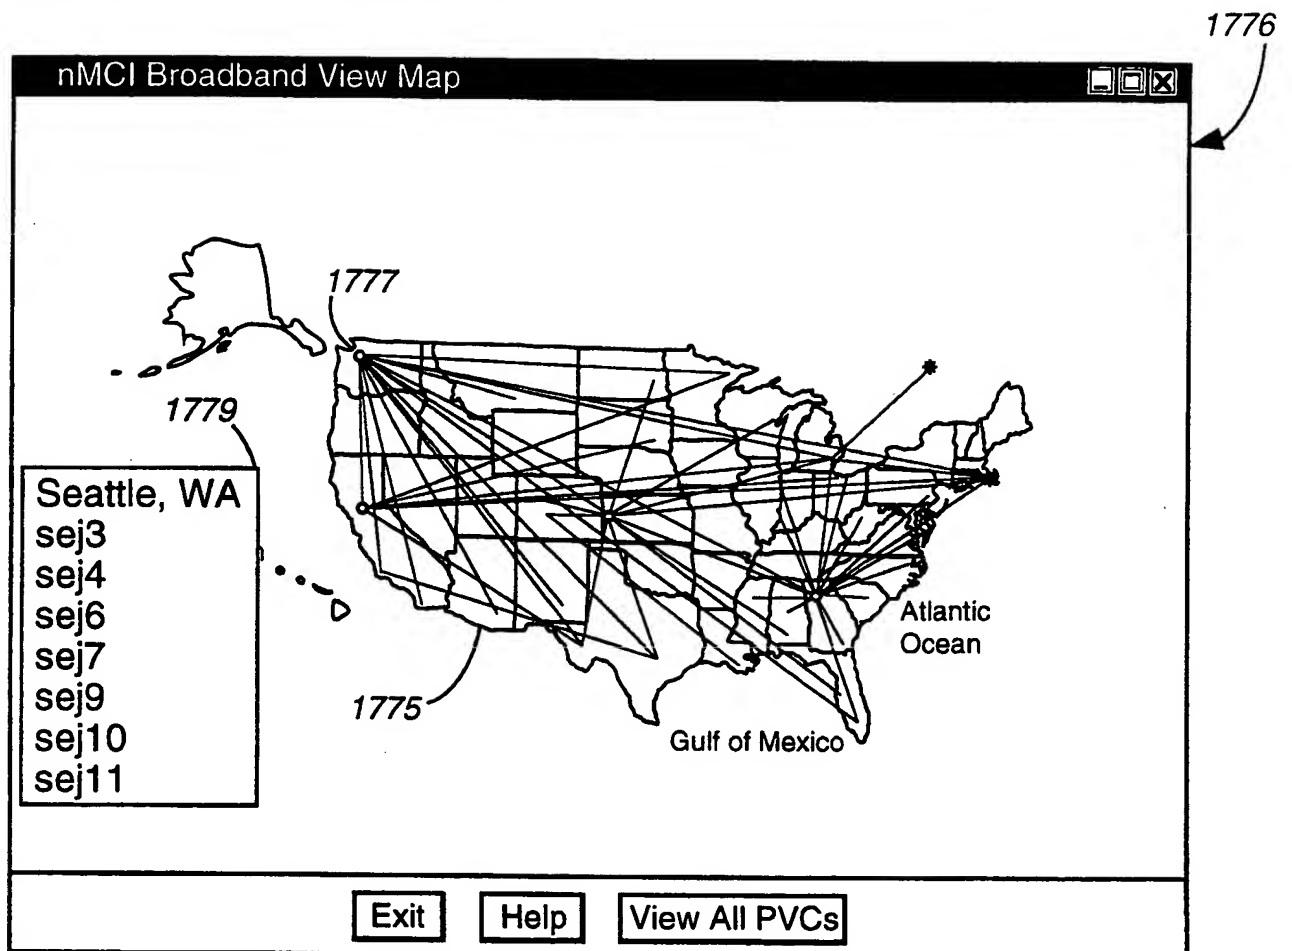 1776
nMCI Broadband View Map
1777
1779
Seattle, WA
sej3
sej4
sej6
sej7
sej9
sej10
sej11
Atlantic
Ocean
1775
Gulf of Mexico
Exit
Help
View All PVCs